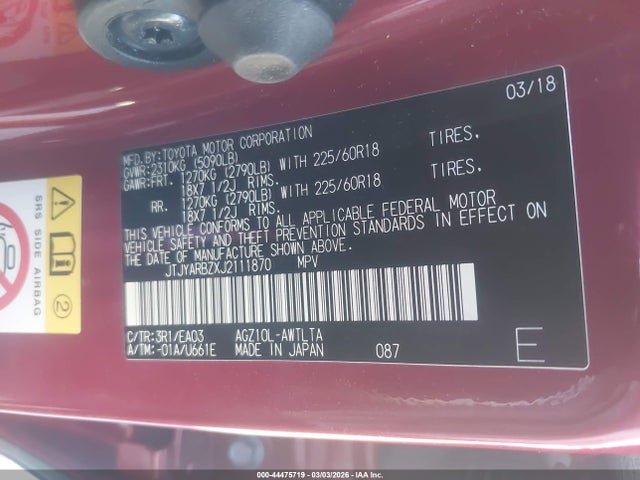 03/18
MFD.BY:TOYOTA MOTOR CORPORATION
GVWR:2310KG (5090LB)
GAWR:FRT. 1270KG (2790LB) WITH 225/60R18 TIRES,
18X7 1/2J RIMS.
RR. 1270KG (2790LB) WITH 225/60R18 TIRES,
18X7 1/2J RIMS.
THIS VEHICLE CONFORMS TO ALL APPLICABLE FEDERAL MOTOR
VEHICLE SAFETY AND THEFT PREVENTION STANDARDS IN EFFECT ON
THE DATE OF MANUFACTURE SHOWN ABOVE.
JTJYARBZXJ2111870 MPV
C/TR:3R1/EA03 AGZ10L-AWTLTA
A/TM:-01A/U661E MADE IN JAPAN 087 E
SRS SIDE AIRBAG
2
000-44475719 - 03/03/2026 - IAA Inc.